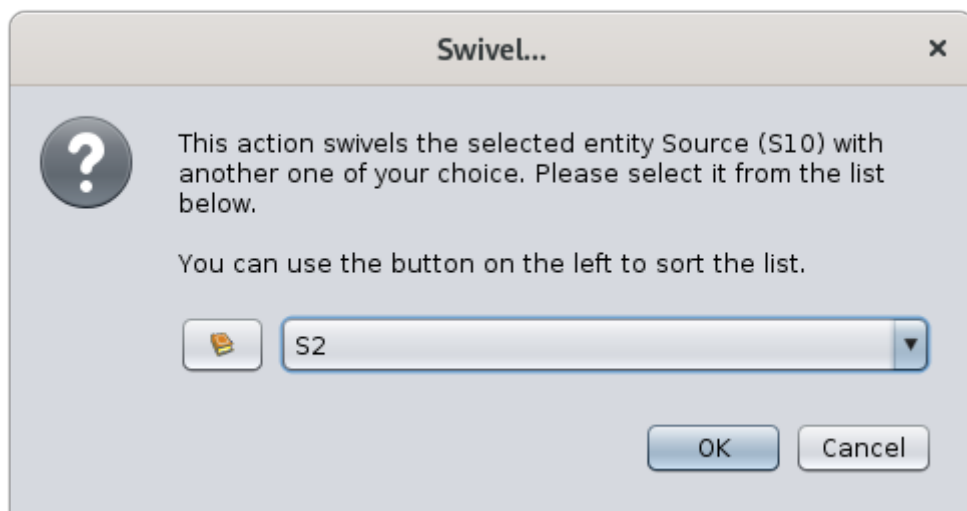 Swivel...
This action swivels the selected entity Source (S10) with
another one of your choice. Please select it from the list
below.
You can use the button on the left to sort the list.
S2
OK
Cancel